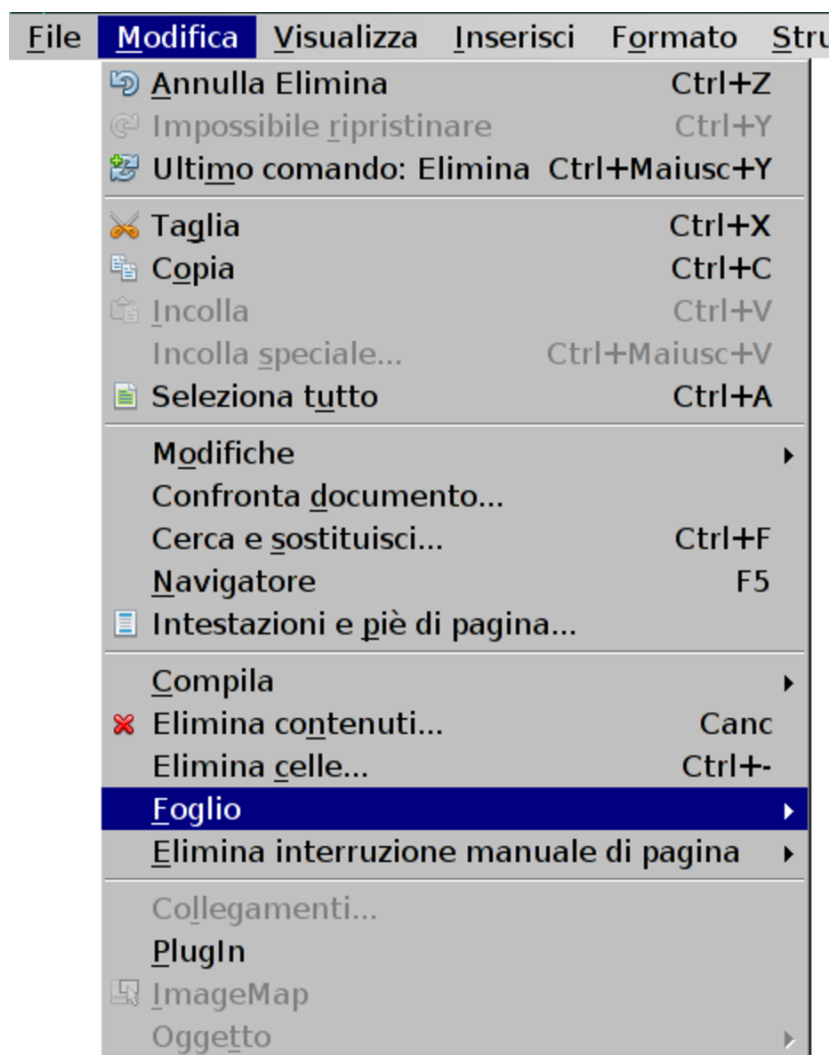 File Modifica Visualizza Inserisci Formato Stru
Annulla Elimina Ctrl+Z
Impossibile ripristinare Ctrl+Y
Ultimo comando: Elimina Ctrl+Maiusc+Y
Taglia Ctrl+X
Copia Ctrl+C
Incolla Ctrl+V
Incolla speciale... Ctrl+Maiusc+V
Seleziona tutto Ctrl+A
Modifiche
Confronta documento...
Cerca e sostituisci... Ctrl+F
Navigatore F5
Intestazioni e piè di pagina...
Compila
Elimina contenuti... Canc
Elimina celle... Ctrl+-
Foglio
Elimina interruzione manuale di pagina
Collegamenti...
PlugIn
ImageMap
Oggetto